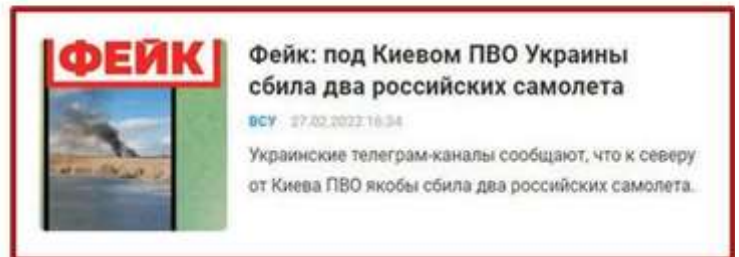 ФЕЙК
Фейк: под Киевом ПВО Украины
сбила два российских самолета
ВСУ 27.02.2022 16:34
Украинские телеграм-каналы сообщают, что к северу
от Киева ПВО якобы сбила два российских самолета.